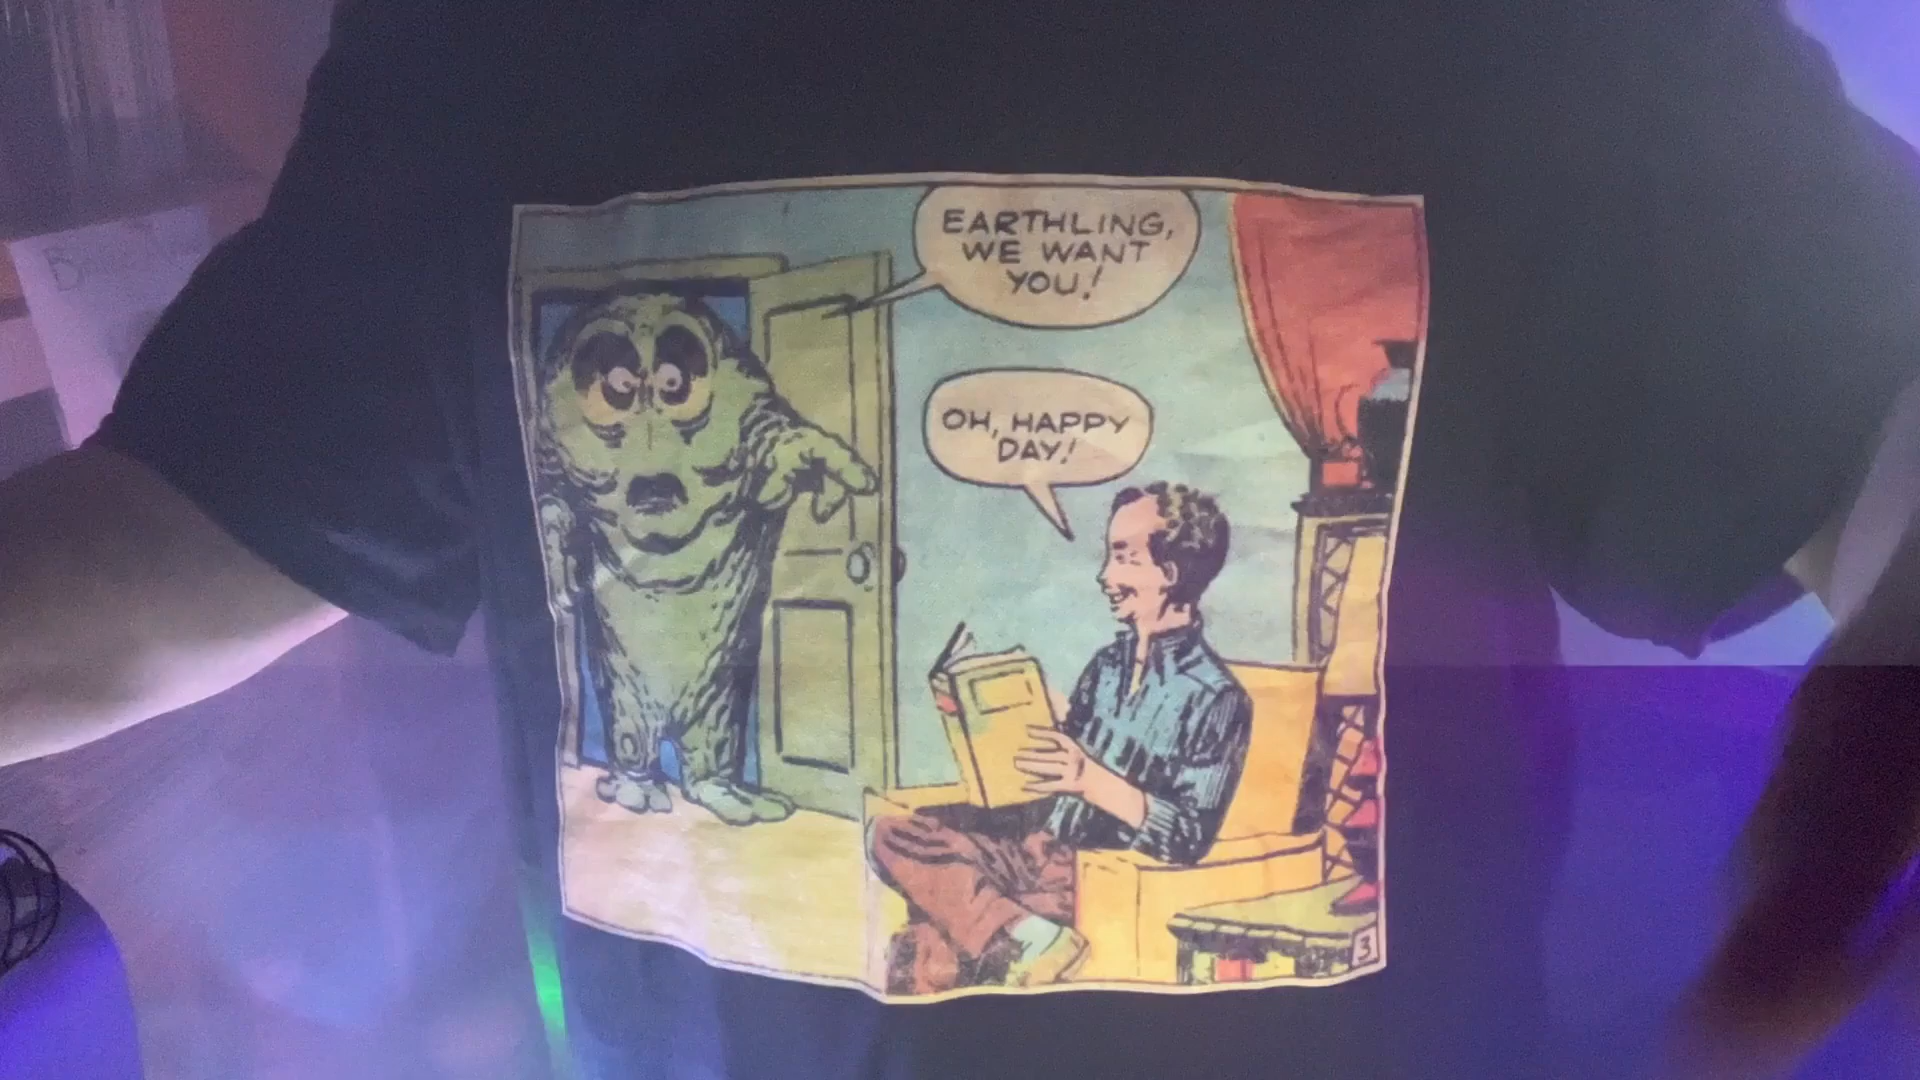 EARTHLING,
WE WANT
YOU!
OH, HAPPY
DAY!
3